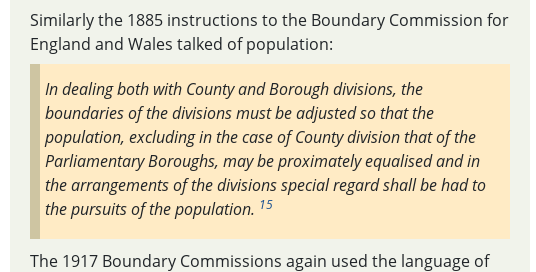 Similarly the 1885 instructions to the Boundary Commission for
England and Wales talked of population:
In dealing both with County and Borough divisions, the
boundaries of the divisions must be adjusted so that the
population, excluding in the case of County division that of the
Parliamentary Boroughs, may be proximately equalised and in
the arrangements of the divisions special regard shall be had to
the pursuits of the population. 15
The 1917 Boundary Commissions again used the language of